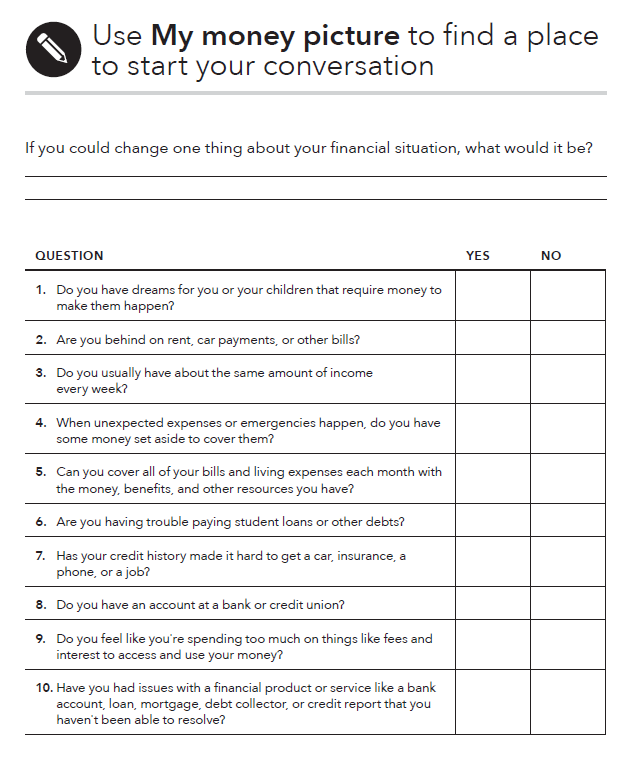 Use My money picture to find a place
to start your conversation
If you could change one thing about your financial situation, what would it be?
QUESTION YES NO
1. Do you have dreams for you or your children that require money to
make them happen?
2. Are you behind on rent, car payments, or other bills?
3. Do you usually have about the same amount of income
every week?
4. When unexpected expenses or emergencies happen, do you have
some money set aside to cover them?
5. Can you cover all of your bills and living expenses each month with
the money, benefits, and other resources you have?
6. Are you having trouble paying student loans or other debts?
7. Has your credit history made it hard to get a car, insurance, a
phone, or a job?
8. Do you have an account at a bank or credit union?
9. Do you feel like you're spending too much on things like fees and
interest to access and use your money?
10. Have you had issues with a financial product or service like a bank
account, loan, mortgage, debt collector, or credit report that you
haven't been able to resolve?